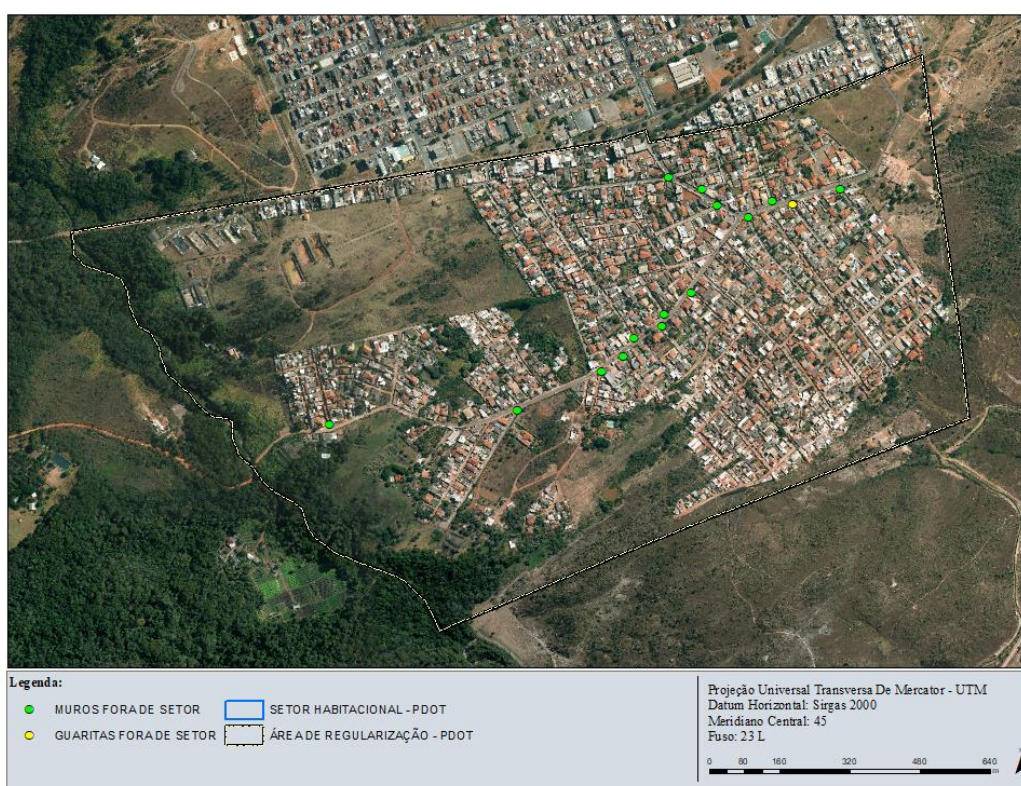 Legenda:
MUROS FORA DE SETOR
SETOR HABITACIONAL - PDOT
GUARITAS FORA DE SETOR
ÁREA DE REGULARIZAÇÃO - PDOT
Projeção Universal Transversa De Mercator - UTM
Datum Horizontal: Sirgas 2000
Meridiano Central: 45
Fuso: 23 L
0 80 160 320 480 640
m